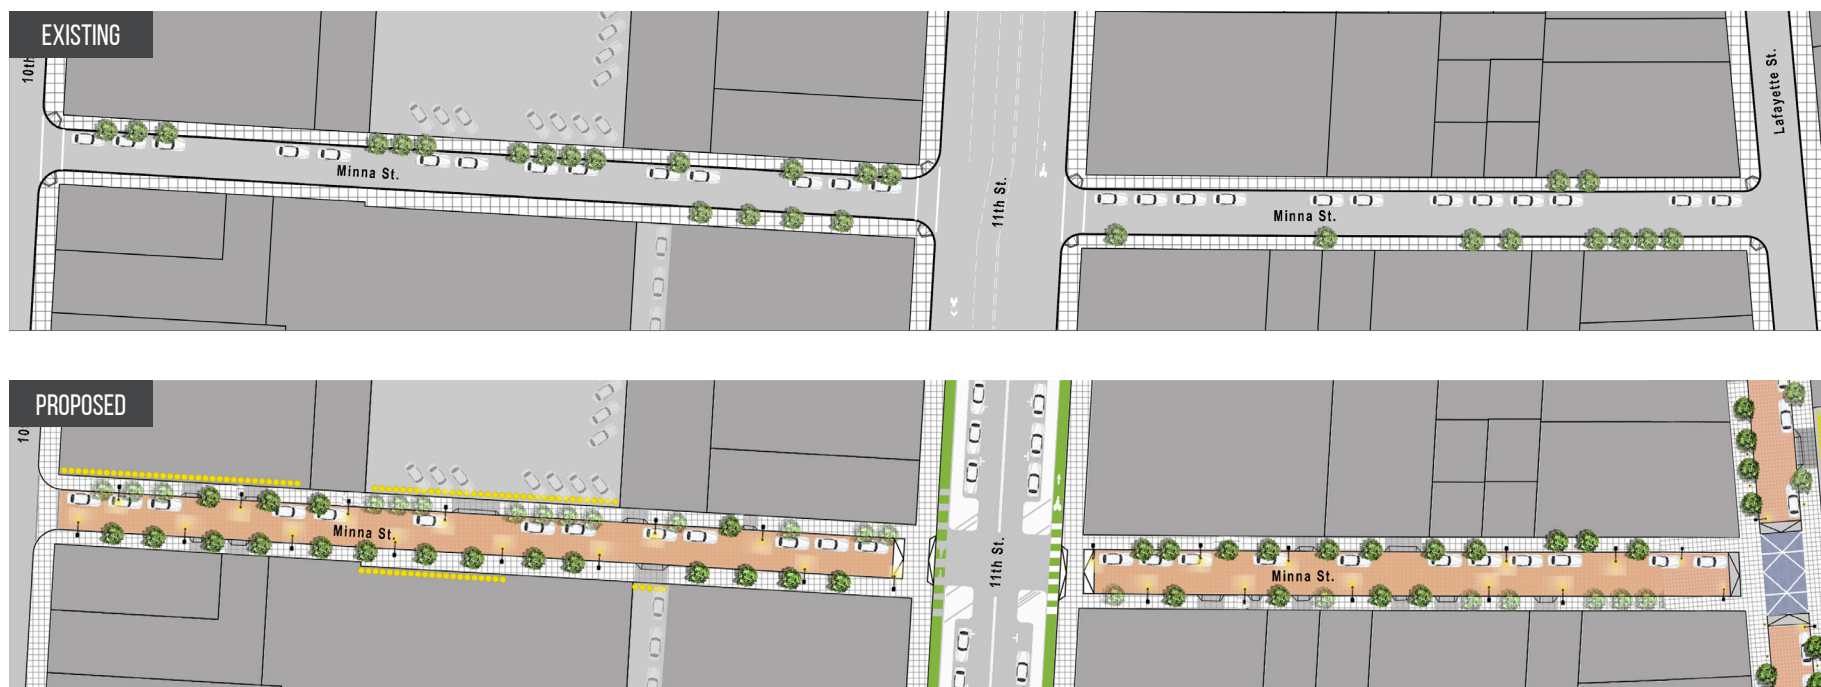 EXISTING
10th
Minna St.
11th St.
Minna St.
Lafayette St.
PROPOSED
10
Minna St.
11th St.
Minna St.